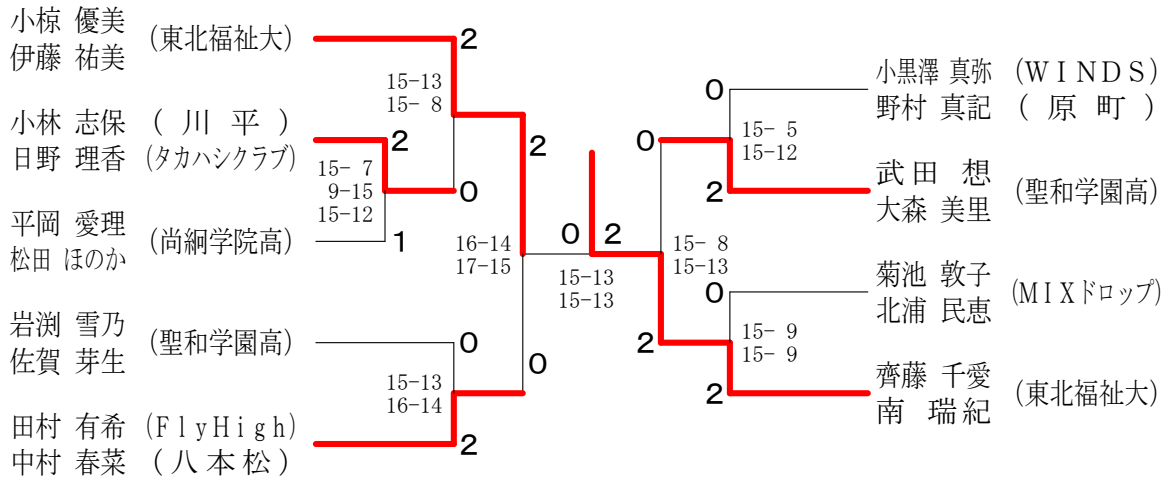 小椋 優美 (東北福祉大)
伊藤 祐美
2
15-13
15- 8
小林 志保 (川平)
日野 理香 (タカハシクラブ)
2
15- 7
9-15
15-12
0
2
平岡 愛理 (尚絅学院高)
松田 ほのか
1
16-14
17-15
岩渕 雪乃 (聖和学園高)
佐賀 芽生
0
15-13
16-14
0
田村 有希 (FlyHigh)
中村 春菜 (八本松)
2
0 2
15-13
15-13
小黒澤 真弥 (WINDS)
野村 真記 (原町)
0
15- 5
15-12
0
武田 想 (聖和学園高)
大森 美里
2
15- 8
15-13
菊池 敦子 (MIXドロップ)
北浦 民恵
0
15- 9
15- 9
2
齊藤 千愛 (東北福祉大)
南 瑞紀
2